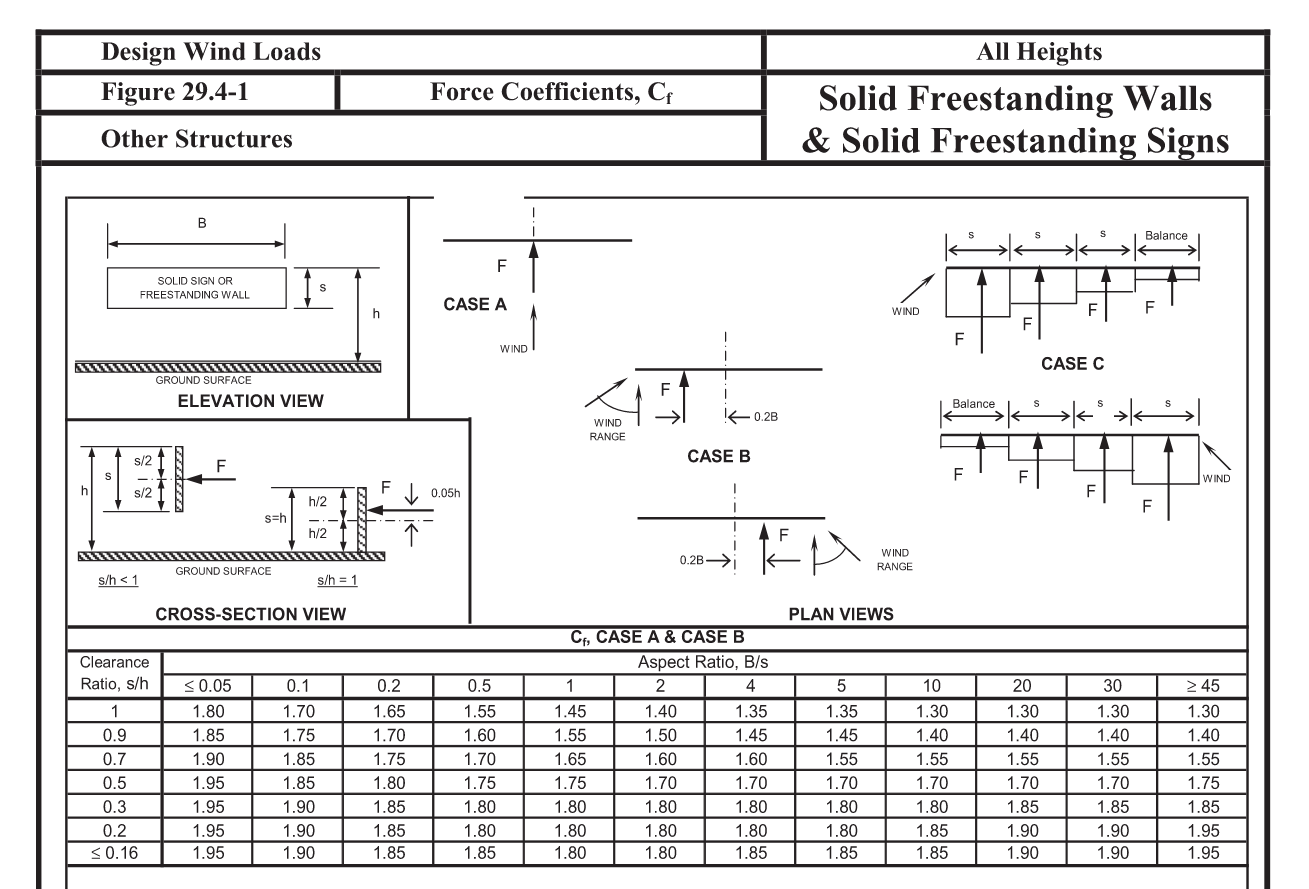 Design Wind Loads
All Heights
Figure 29.4-1
Force Coefficients, Cf
Solid Freestanding Walls
& Solid Freestanding Signs
Other Structures
B
SOLID SIGN OR
FREESTANDING WALL
s
h
GROUND SURFACE
ELEVATION VIEW
F
CASE A
WIND
F
WIND
RANGE
0.2B
CASE B
F
0.2B
WIND
RANGE
s
s
s
Balance
WIND
F
F
F
F
CASE C
Balance
s
s
s
F
F
F
F
WIND
PLAN VIEWS
h
s
s/2
s/2
F
s/h < 1
s=h
h/2
h/2
F
0.05h
GROUND SURFACE
s/h = 1
CROSS-SECTION VIEW
Cf, CASE A & CASE B
Clearance
Ratio, s/h
Aspect Ratio, B/s
≤ 0.05 0.1 0.2 0.5 1 2 4 5 10 20 30 ≥ 45
1 1.80 1.70 1.65 1.55 1.45 1.40 1.35 1.35 1.30 1.30 1.30 1.30
0.9 1.85 1.75 1.70 1.60 1.55 1.50 1.45 1.45 1.40 1.40 1.40 1.40
0.7 1.90 1.85 1.75 1.70 1.65 1.60 1.60 1.55 1.55 1.55 1.55 1.55
0.5 1.95 1.85 1.80 1.75 1.75 1.70 1.70 1.70 1.70 1.70 1.70 1.75
0.3 1.95 1.90 1.85 1.80 1.80 1.80 1.80 1.80 1.80 1.85 1.85 1.85
0.2 1.95 1.90 1.85 1.80 1.80 1.80 1.80 1.80 1.85 1.90 1.90 1.95
≤ 0.16 1.95 1.90 1.85 1.85 1.80 1.80 1.85 1.85 1.85 1.90 1.90 1.95